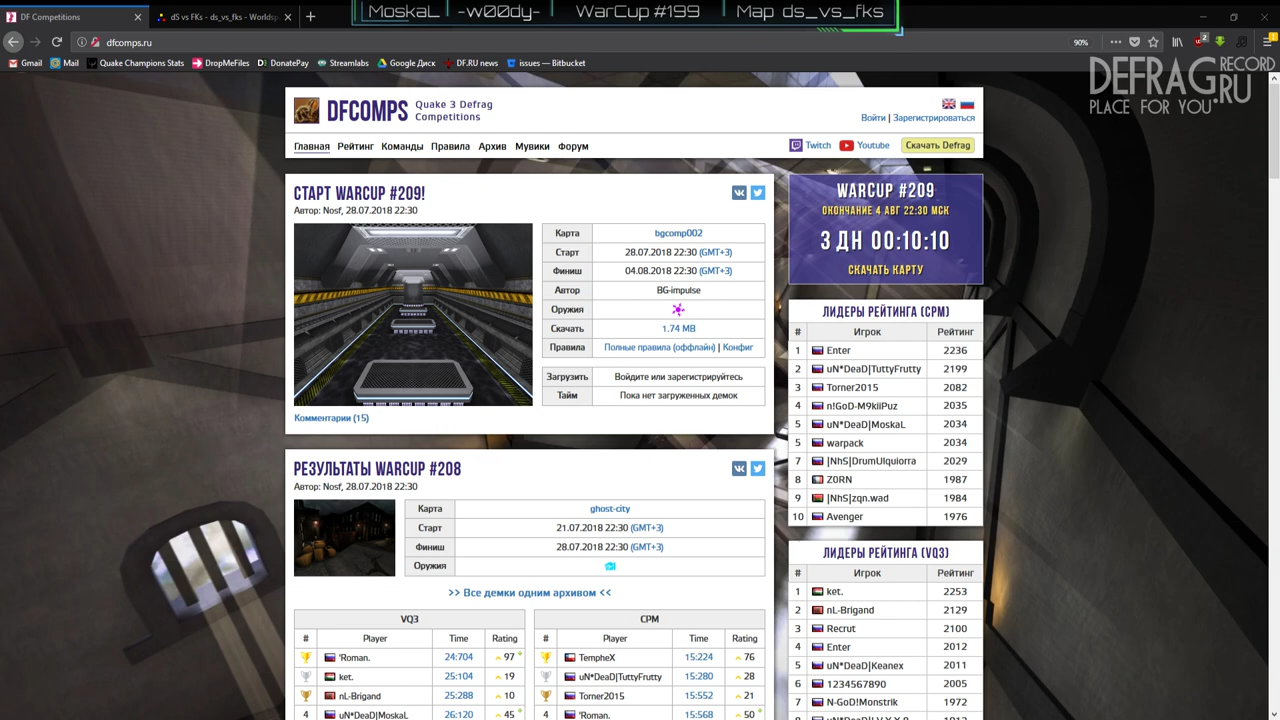 MoskaL | -w00dy- | WarCup #199 | Map ds_vs_fks
DF Competitions
dS vs FKs - ds_vs_fks - Worldsp
dfcomps.ru
90%
2
Gmail Mail Quake Champions Stats DropMeFiles DonatePay Streamlabs Google Диск DF.RU news issues — Bitbucket
DEFRAG.RU RECORD
PLACE FOR YOU
DFCOMPS
Quake 3 Defrag
Competitions
Войти | Зарегистрироваться
Главная Рейтинг Команды Правила Архив Мувики Форум
Twitch Youtube Скачать Defrag
СТАРТ WARCUP #209!
Автор: Nosf, 28.07.2018 22:30
Карта bgcomp002
Старт 28.07.2018 22:30 (GMT+3)
Финиш 04.08.2018 22:30 (GMT+3)
Автор BG-impulse
Оружия
Скачать 1.74 MB
Правила Полные правила (оффлайн) | Конфиг
Загрузить Войдите или зарегистрируйтесь
Тайм Пока нет загруженных демок
Комментарии (15)
РЕЗУЛЬТАТЫ WARCUP #208
Автор: Nosf, 28.07.2018 22:30
Карта ghost-city
Старт 21.07.2018 22:30 (GMT+3)
Финиш 28.07.2018 22:30 (GMT+3)
Оружия
>> Все демки одним архивом <<
VQ3
# Player Time Rating
'Roman. 24:704 97
ket. 25:104 19
nL-Brigand 25:288 10
4 uN*DeaD|MoskaL 26:120 45
CPM
# Player Time Rating
TempheX 15:224 76
uN*DeaD|TuttyFrutty 15:280 28
Torner2015 15:552 21
4 'Roman. 15:568 50
WARCUP #209
ОКОНЧАНИЕ 4 АВГ 22:30 МСК
3 ДН 00:10:10
СКАЧАТЬ КАРТУ
ЛИДЕРЫ РЕЙТИНГА (CPM)
# Игрок Рейтинг
1 Enter 2236
2 uN*DeaD|TuttyFrutty 2199
3 Torner2015 2082
4 n!GoD-M9kiiPuz 2035
5 uN*DeaD|MoskaL 2034
5 warpack 2034
7 |NhS|DrumUlquiorra 2029
8 Z0RN 1987
9 |NhS|zqn.wad 1984
10 Avenger 1976
ЛИДЕРЫ РЕЙТИНГА (VQ3)
# Игрок Рейтинг
1 ket. 2253
2 nL-Brigand 2129
3 Recrut 2100
4 Enter 2012
5 uN*DeaD|Keanex 2011
6 1234567890 2005
7 N-GoD!Monstrik 1972